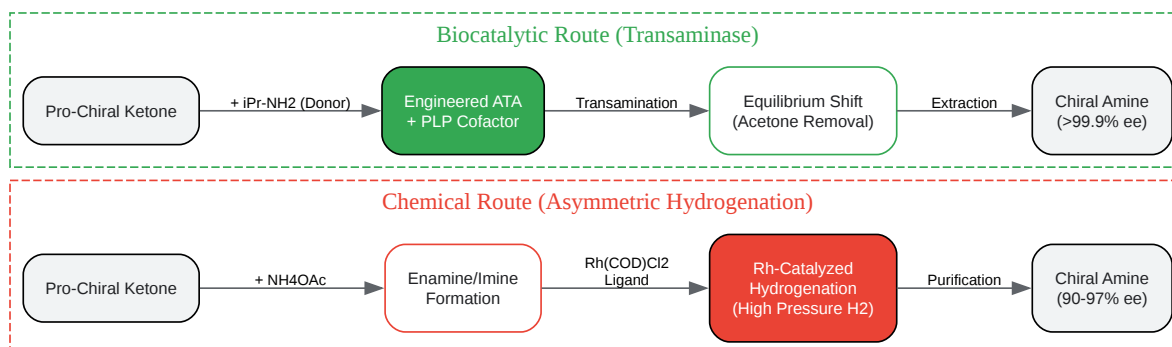 Biocatalytic Route (Transaminase)
Pro-Chiral Ketone
+ iPr-NH2 (Donor)
Engineered ATA
+ PLP Cofactor
Transamination
Equilibrium Shift
(Acetone Removal)
Extraction
Chiral Amine
(>99.9% ee)
Chemical Route (Asymmetric Hydrogenation)
Pro-Chiral Ketone
+ NH4OAc
Enamine/Imine
Formation
Rh(COD)Cl2
Ligand
Rh-Catalyzed
Hydrogenation
(High Pressure H2)
Purification
Chiral Amine
(90-97% ee)